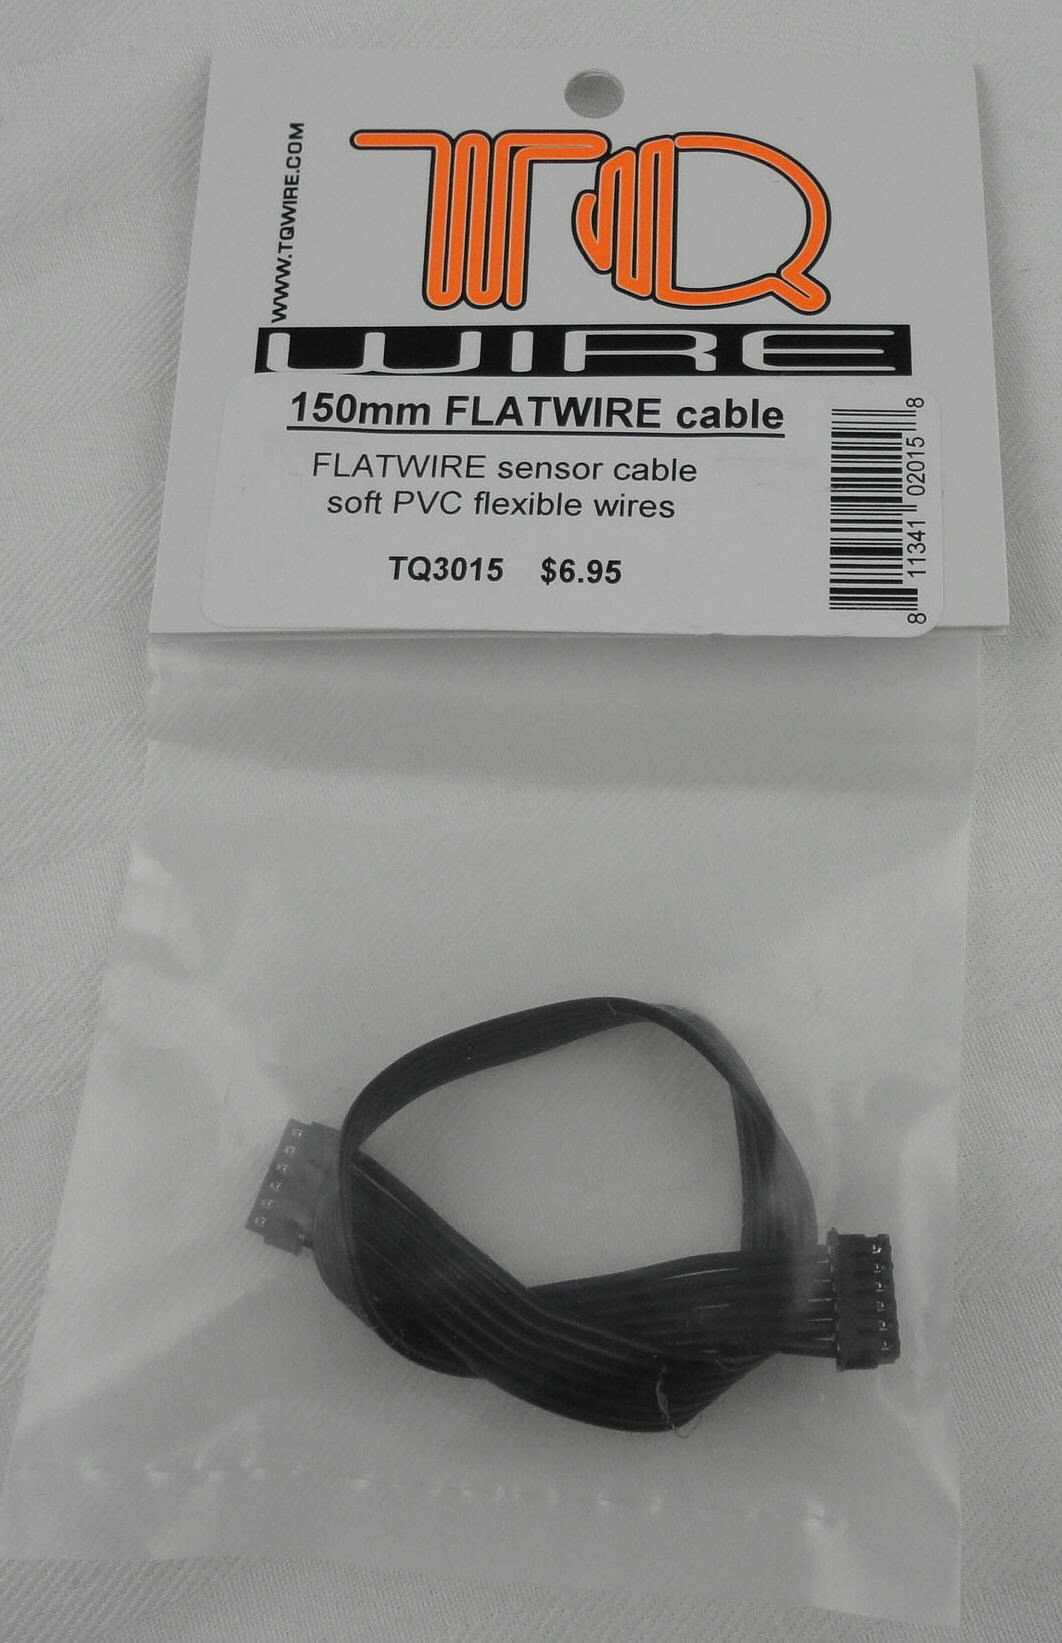 WWW.TQWIRE.COM
TQ
WIRE
150mm FLATWIRE cable
FLATWIRE sensor cable
soft PVC flexible wires
TQ3015 $6.95
8 11341 02015 8